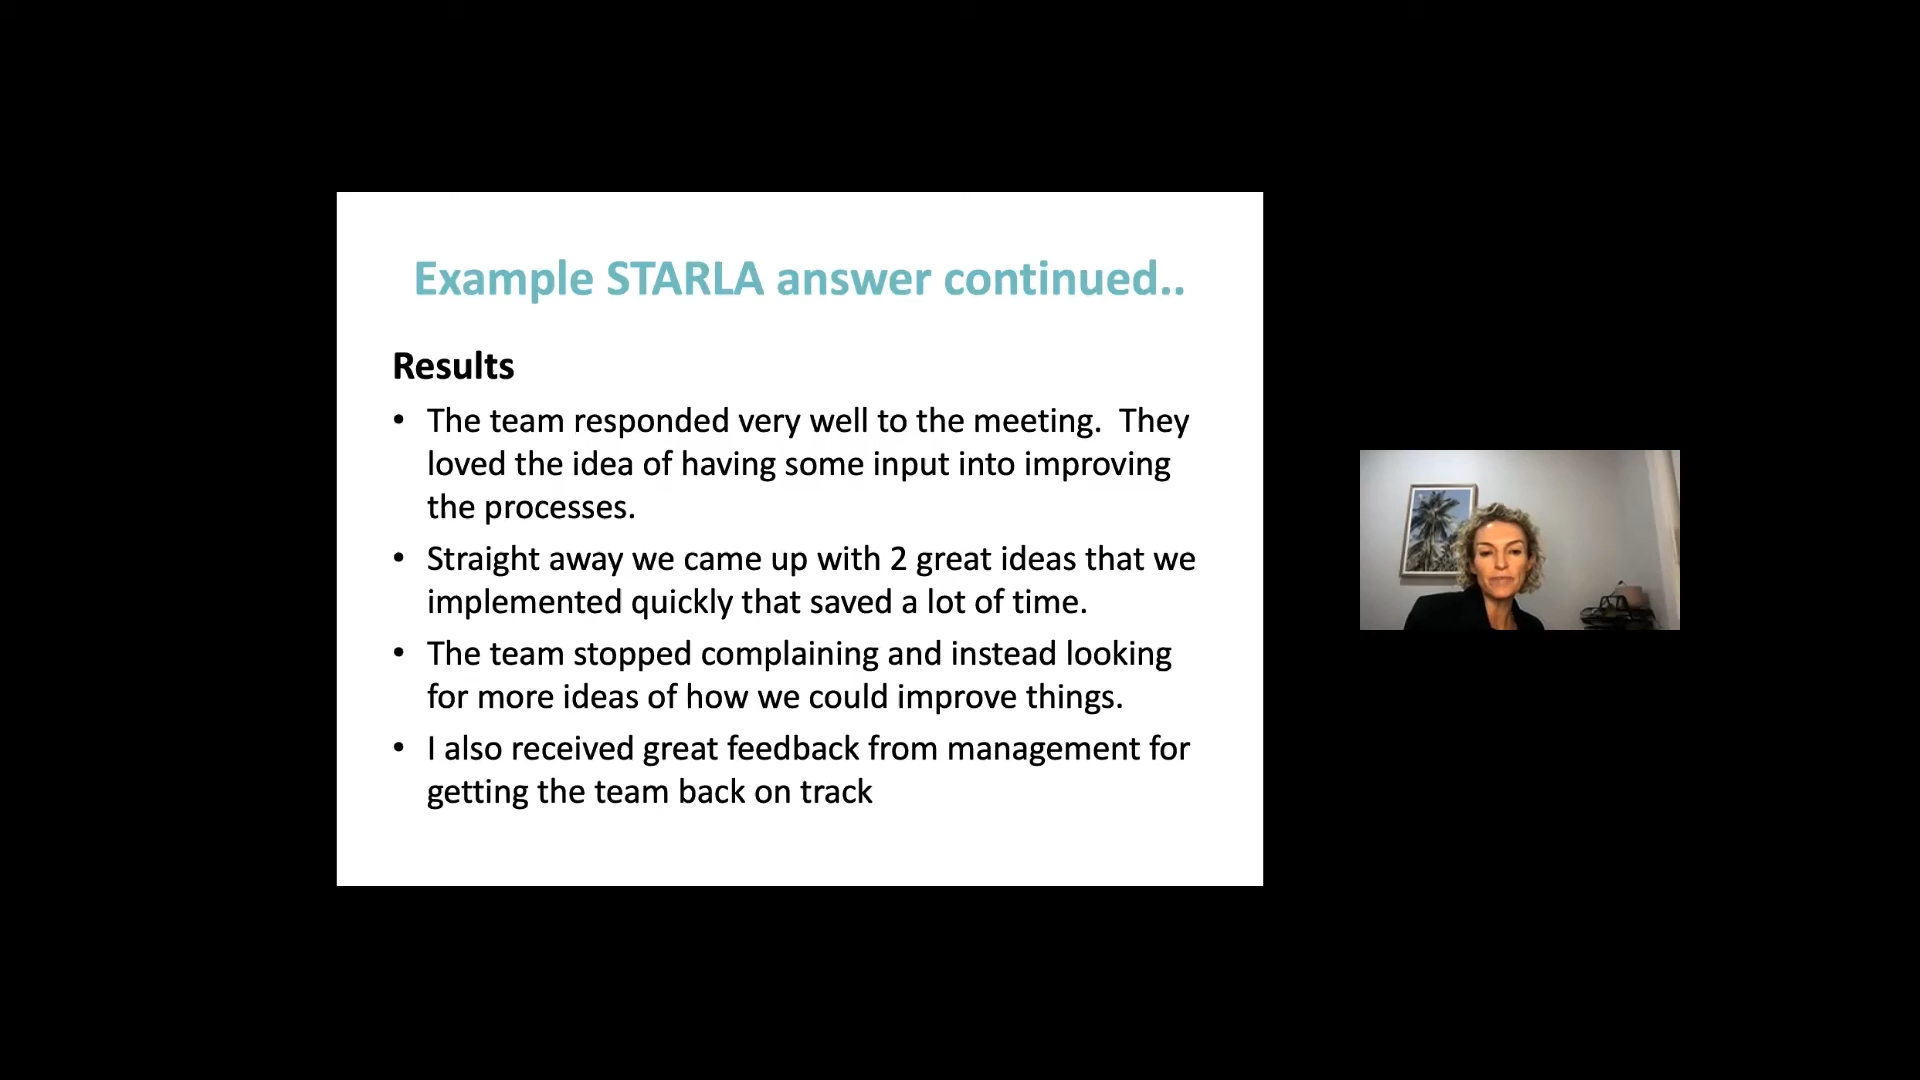 Example STARLA answer continued..
Results
• The team responded very well to the meeting.  They
loved the idea of having some input into improving
the processes.
• Straight away we came up with 2 great ideas that we
implemented quickly that saved a lot of time.
• The team stopped complaining and instead looking
for more ideas of how we could improve things.
• I also received great feedback from management for
getting the team back on track